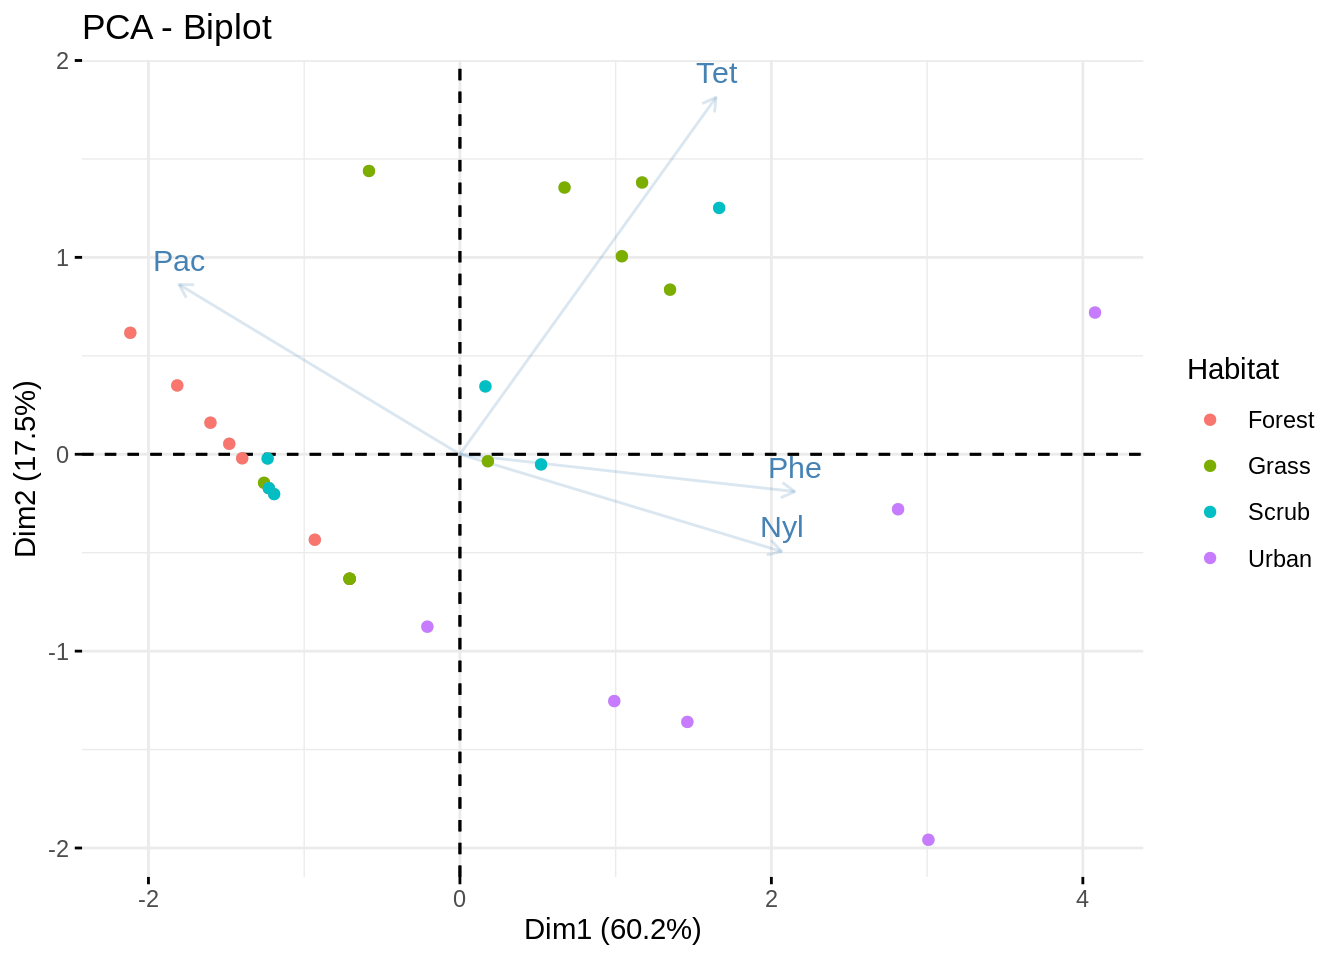 PCA - Biplot
2
1
0
-1
-2
Dim2 (17.5%)
Tet
Pac
Phe
Nyl
-2
0
2
4
Dim1 (60.2%)
Habitat
Forest
Grass
Scrub
Urban